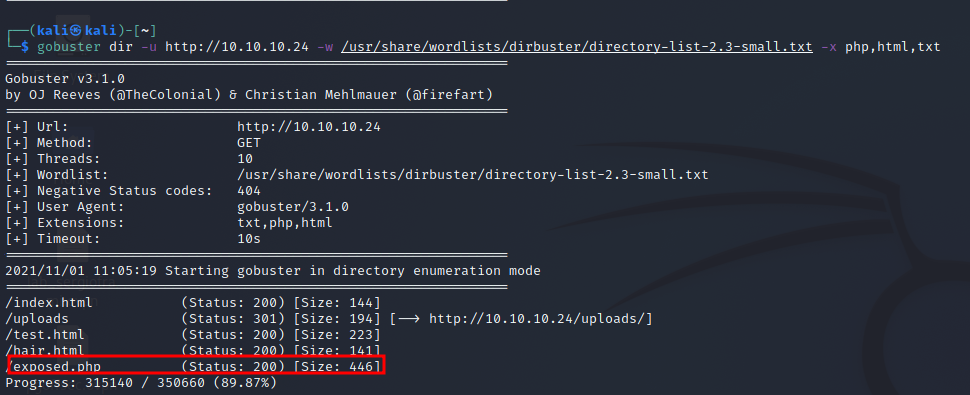 ┌──(kali㉿kali)-[~]
└─$ gobuster dir -u http://10.10.10.24 -w /usr/share/wordlists/dirbuster/directory-list-2.3-small.txt -x php,html,txt
===============================================================
Gobuster v3.1.0
by OJ Reeves (@TheColonial) & Christian Mehlmauer (@firefart)
===============================================================
[+] Url:                     http://10.10.10.24
[+] Method:                  GET
[+] Threads:                 10
[+] Wordlist:                /usr/share/wordlists/dirbuster/directory-list-2.3-small.txt
[+] Negative Status codes:   404
[+] User Agent:              gobuster/3.1.0
[+] Extensions:              txt,php,html
[+] Timeout:                 10s
===============================================================
2021/11/01 11:05:19 Starting gobuster in directory enumeration mode
===============================================================
/index.html           (Status: 200) [Size: 144]
/uploads              (Status: 301) [Size: 194] [--> http://10.10.10.24/uploads/]
/test.html            (Status: 200) [Size: 223]
/hair.html            (Status: 200) [Size: 141]
/exposed.php          (Status: 200) [Size: 446]
Progress: 315140 / 350660 (89.87%)